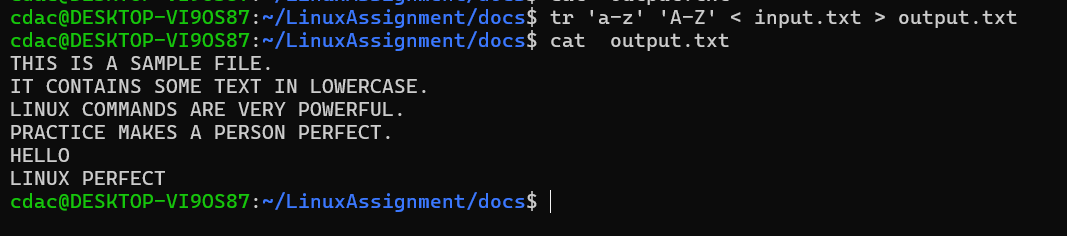 cdac@DESKTOP-VI9OS87:~/LinuxAssignment/docs$ tr 'a-z' 'A-Z' < input.txt > output.txt
cdac@DESKTOP-VI9OS87:~/LinuxAssignment/docs$ cat  output.txt
THIS IS A SAMPLE FILE.
IT CONTAINS SOME TEXT IN LOWERCASE.
LINUX COMMANDS ARE VERY POWERFUL.
PRACTICE MAKES A PERSON PERFECT.
HELLO
LINUX PERFECT
cdac@DESKTOP-VI9OS87:~/LinuxAssignment/docs$